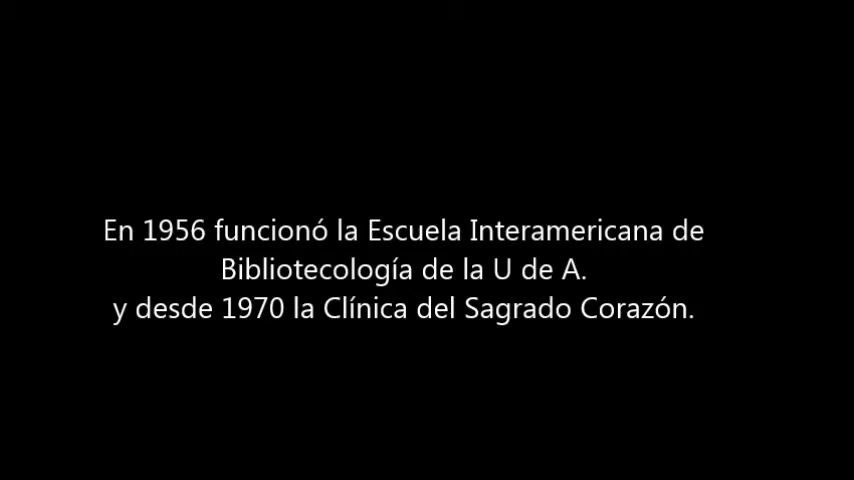 En 1956 funcionó la Escuela Interamericana de
Bibliotecología de la U de A.
y desde 1970 la Clínica del Sagrado Corazón.